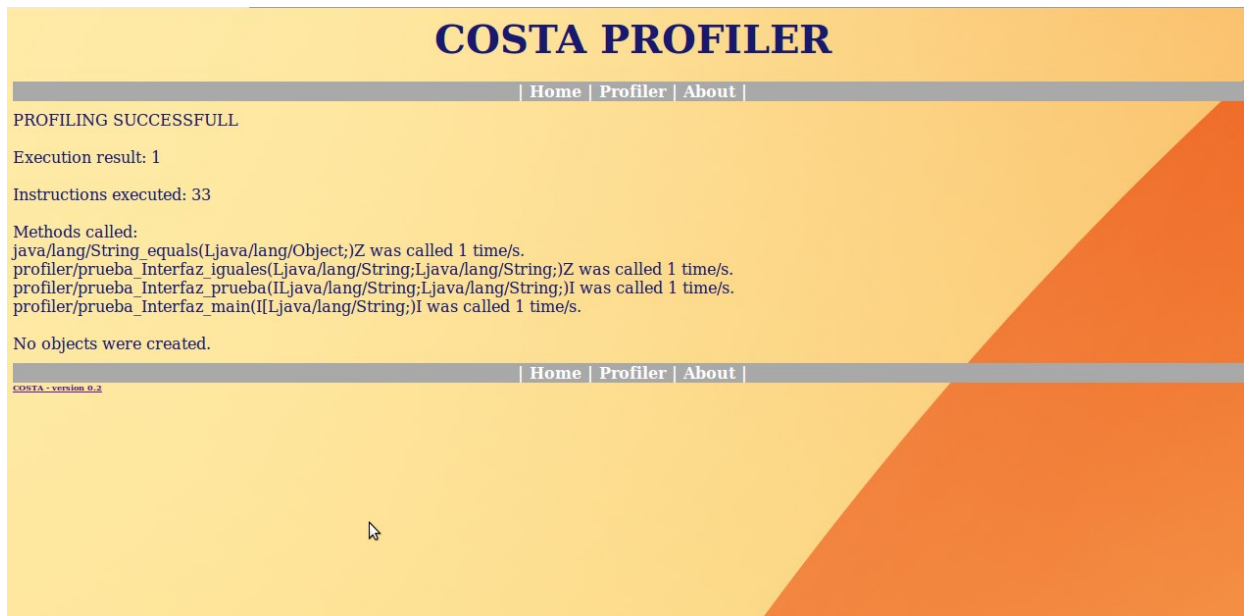 COSTA PROFILER
| Home | Profiler | About |
PROFILING SUCCESSFULL
Execution result: 1
Instructions executed: 33
Methods called:
java/lang/String_equals(Ljava/lang/Object;)Z was called 1 time/s.
profiler/prueba_Interfaz_iguales(Ljava/lang/String;Ljava/lang/String;)Z was called 1 time/s.
profiler/prueba_Interfaz_prueba(ILjava/lang/String;Ljava/lang/String;)I was called 1 time/s.
profiler/prueba_Interfaz_main(I[Ljava/lang/String;)I was called 1 time/s.
No objects were created.
| Home | Profiler | About |
COSTA - version 0.2